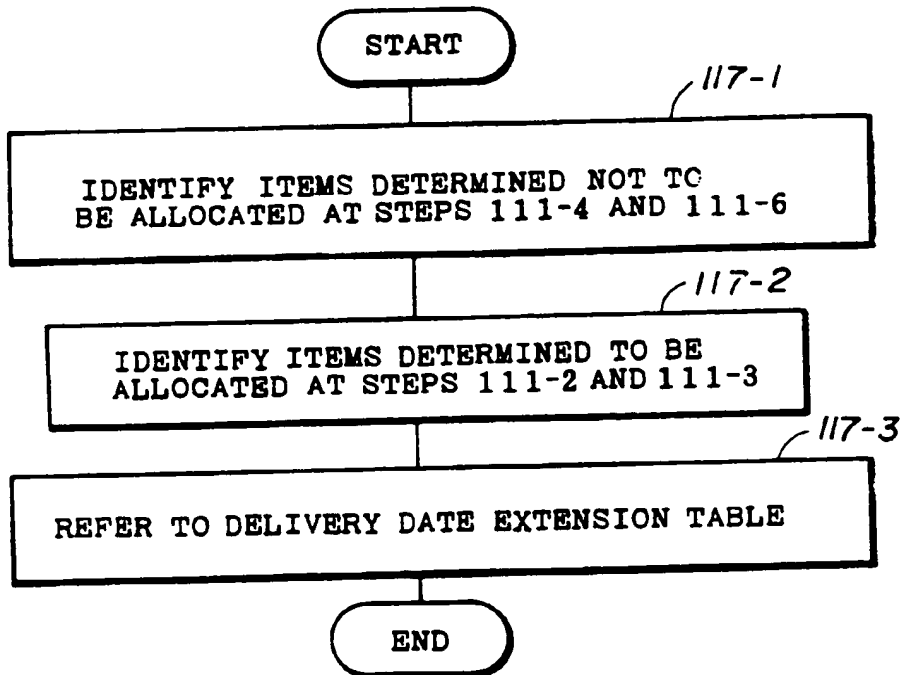 START
117-1
IDENTIFY ITEMS DETERMINED NOT TO
BE ALLOCATED AT STEPS 111-4 AND 111-6
117-2
IDENTIFY ITEMS DETERMINED TO BE
ALLOCATED AT STEPS 111-2 AND 111-3
117-3
REFER TO DELIVERY DATE EXTENSION TABLE
END